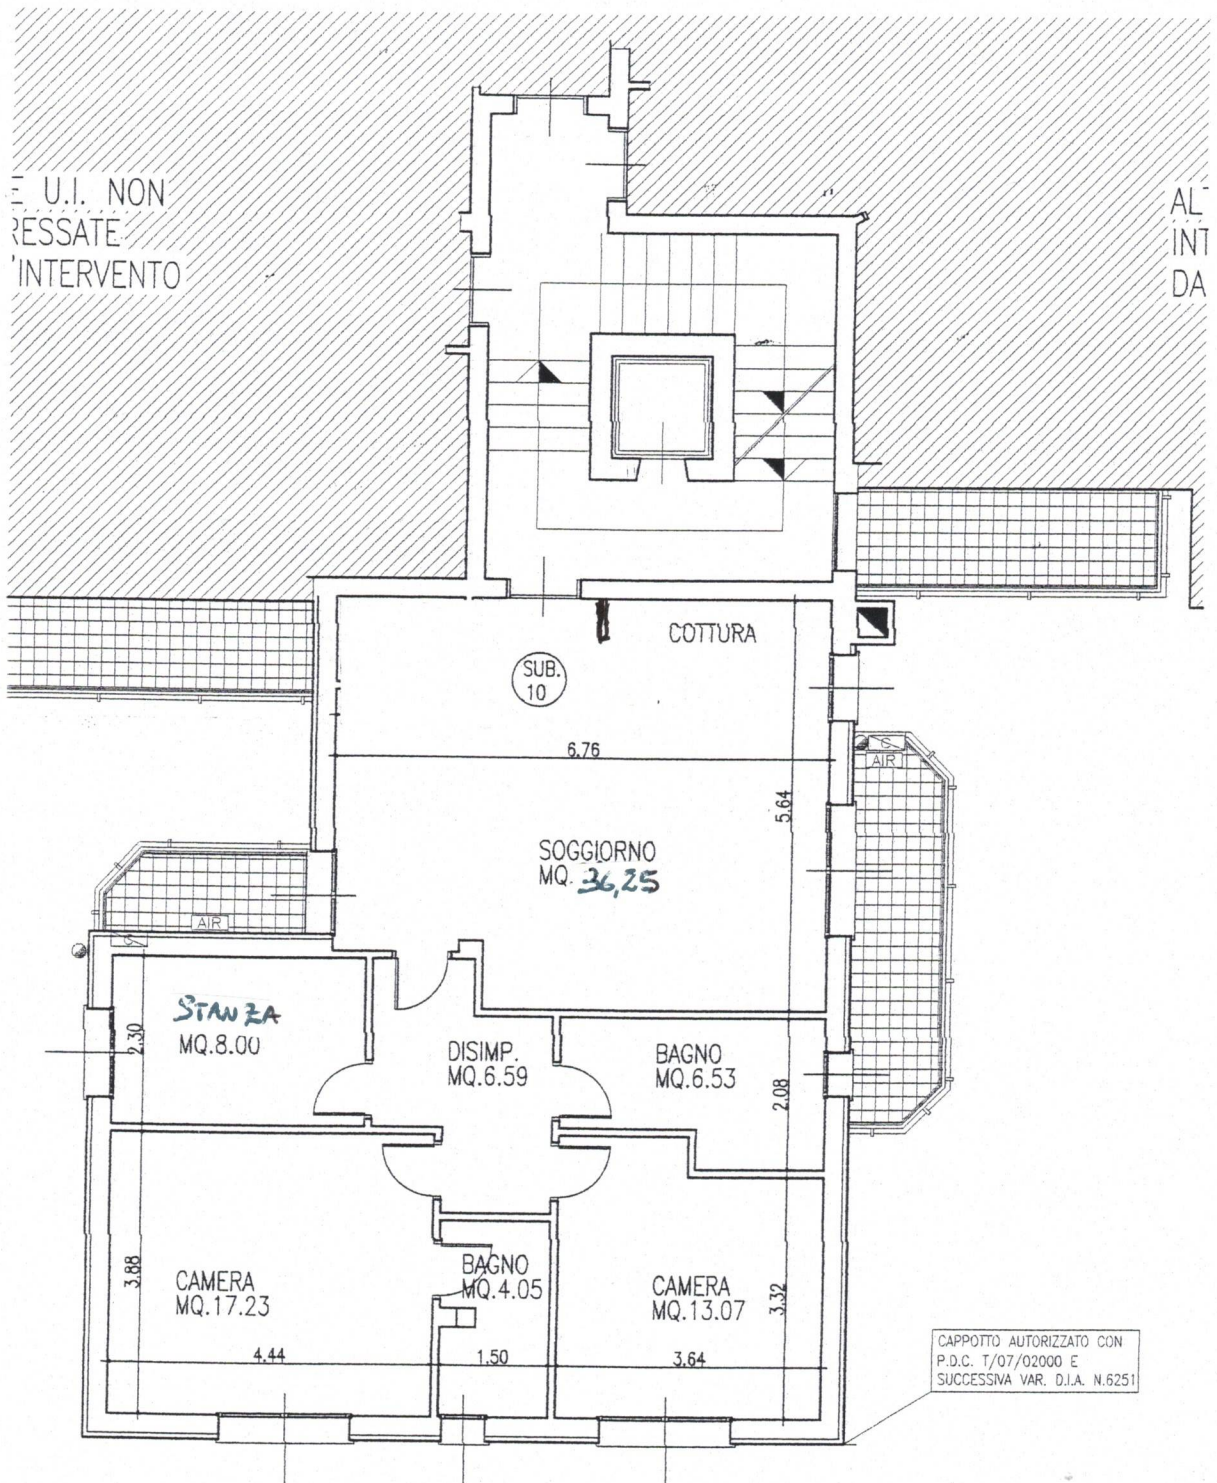 E U.I. NON
RESSATE
'INTERVENTO
AL
INT
DA
COTTURA
SUB.
10
6.76
5.64
AIR
SOGGIORNO
MQ. 36,25
AIR
STANZA
MQ.8.00
2.30
DISIMP.
MQ.6.59
BAGNO
MQ.6.53
2.08
3.88
CAMERA
MQ.17.23
BAGNO
MQ.4.05
CAMERA
MQ.13.07
3.32
4.44
1.50
3.64
CAPPOTTO AUTORIZZATO CON
P.D.C. T/07/02000 E
SUCCESSIVA VAR. D.I.A. N.6251